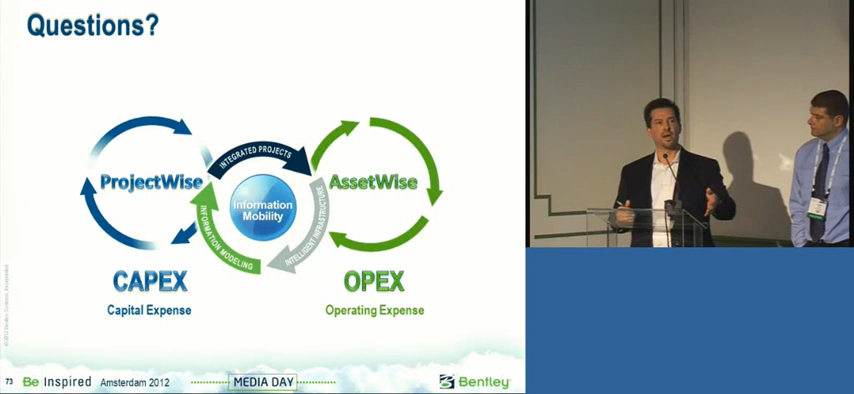 Questions?
INTEGRATED PROJECTS
ProjectWise
Information
Mobility
AssetWise
INFORMATION MODELING
INTELLIGENT INFRASTRUCTURE
CAPEX
OPEX
Capital Expense
Operating Expense
73 Be Inspired Amsterdam 2012 MEDIA DAY Bentley